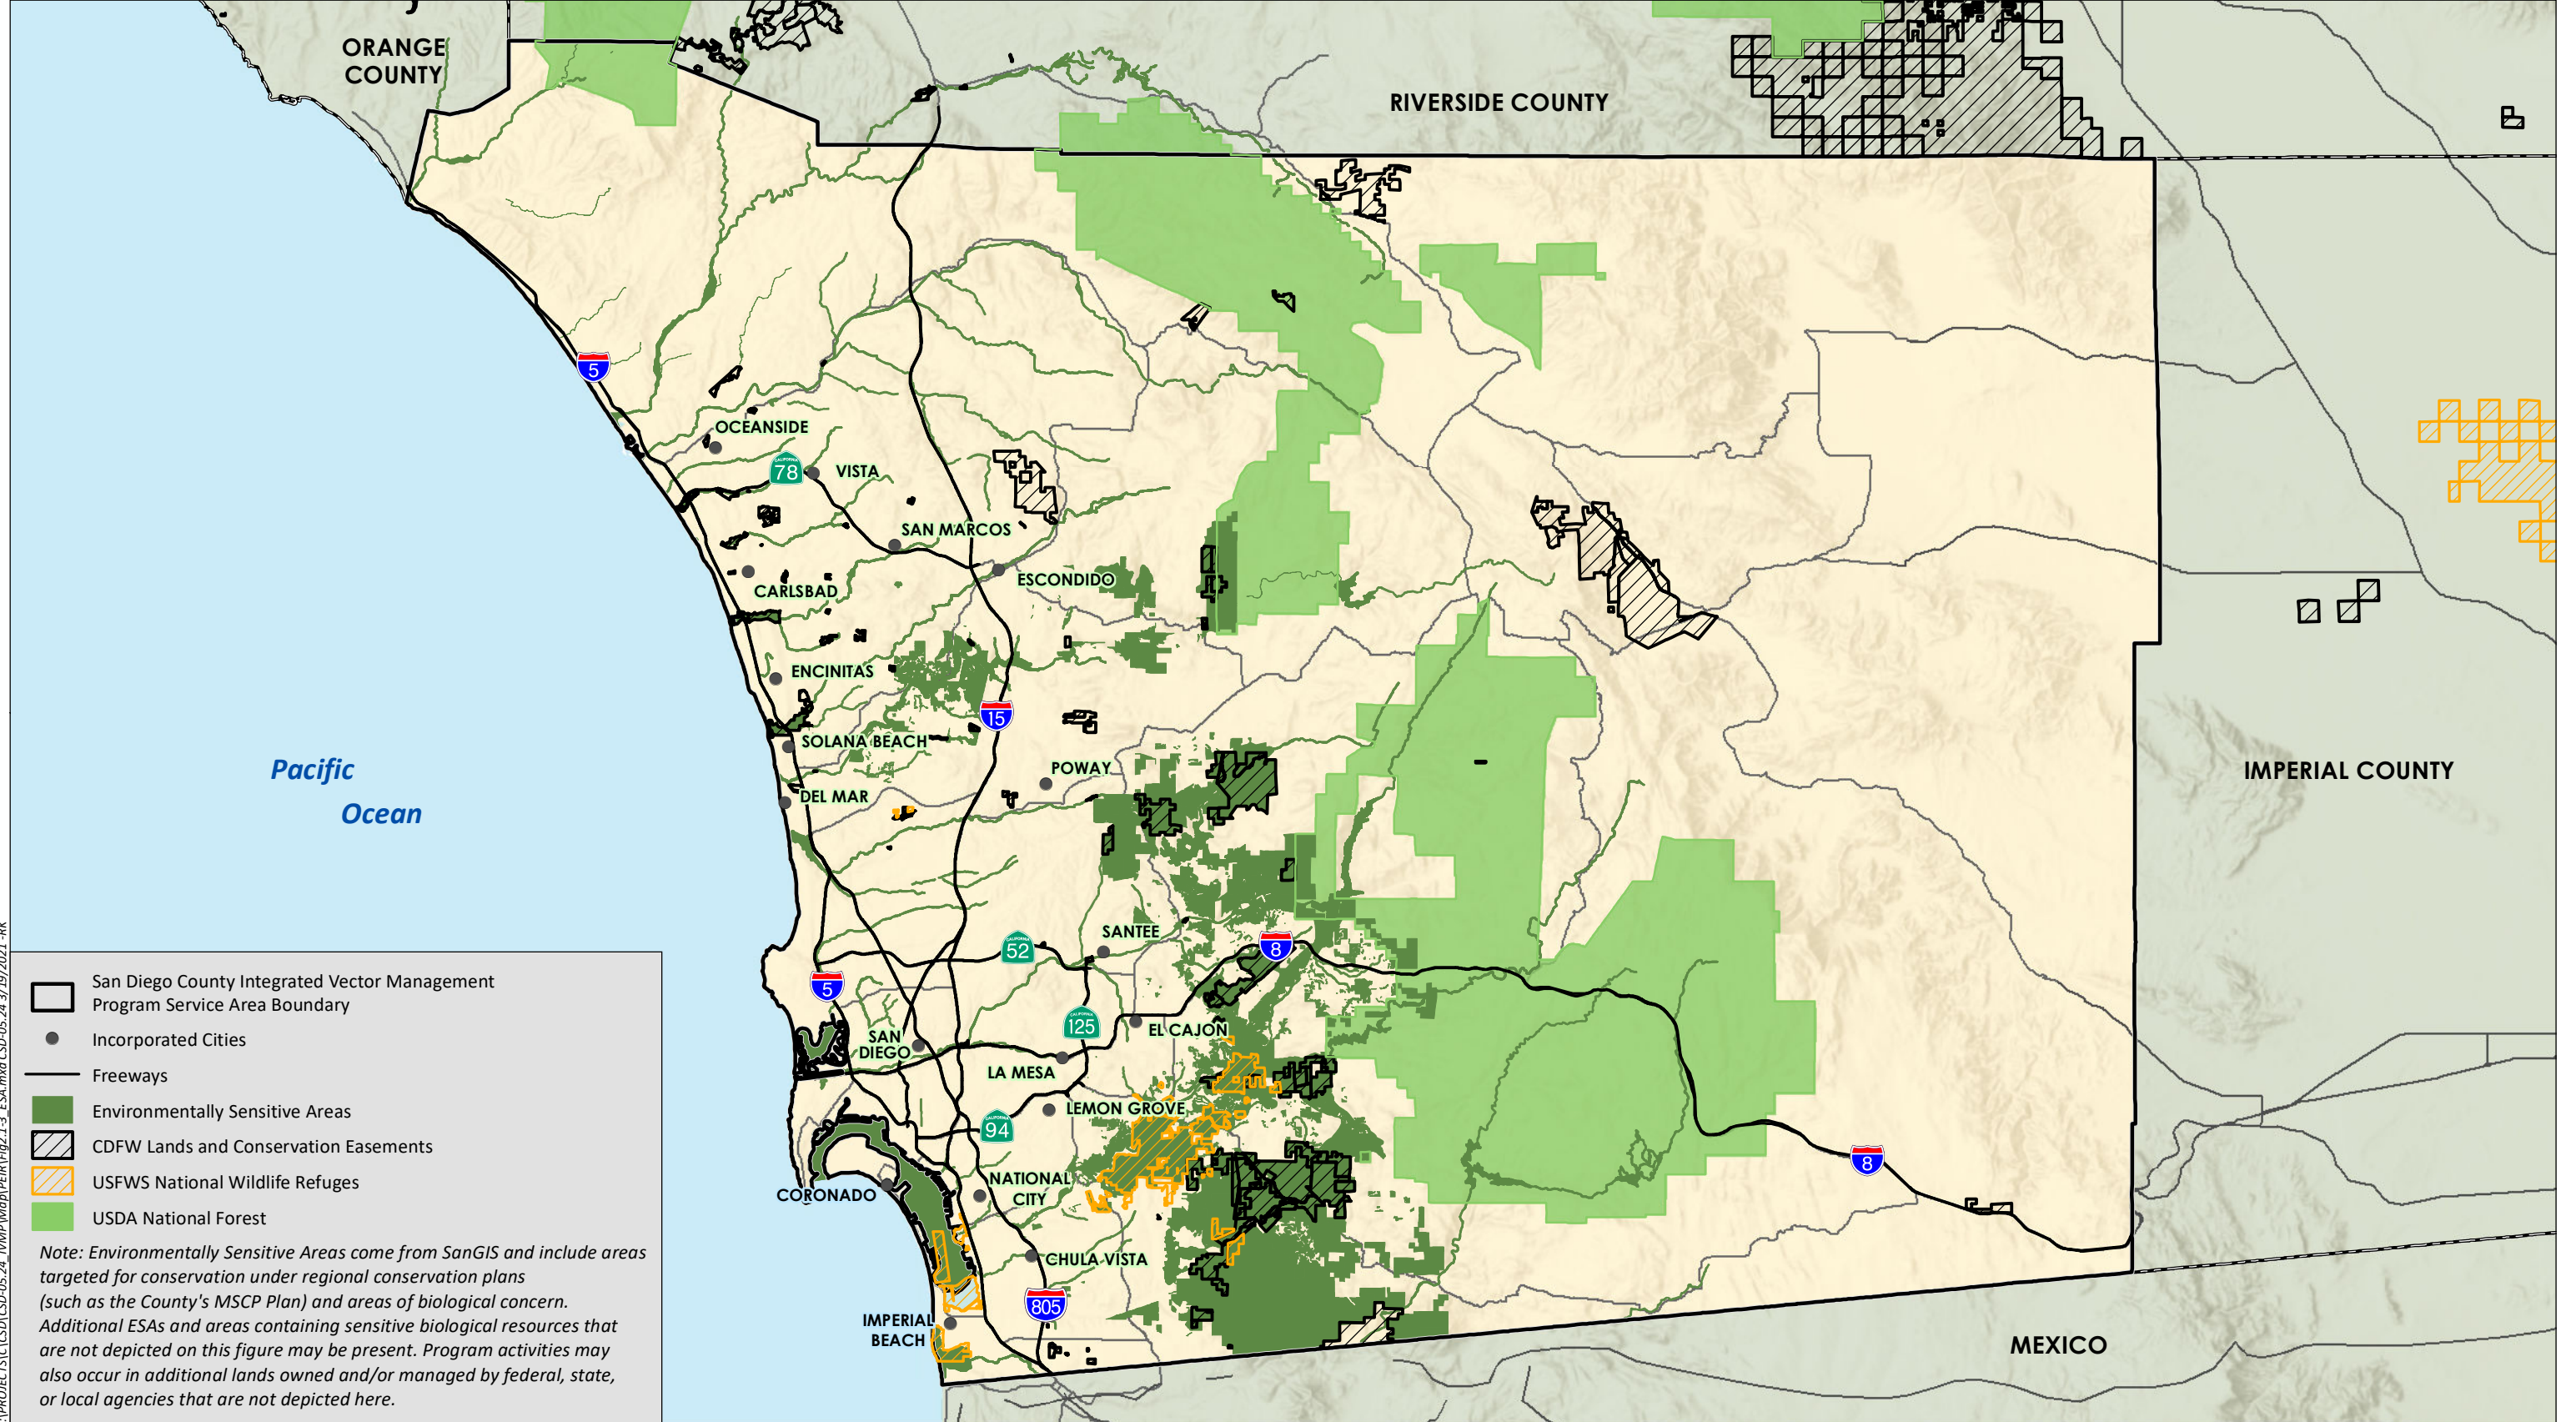 ORANGE
COUNTY
RIVERSIDE COUNTY
5
OCEANSIDE
CALIFORNIA
78
VISTA
SAN MARCOS
ESCONDIDO
CARLSBAD
ENCINITAS
15
SOLANA BEACH
Pacific
Ocean
POWAY
IMPERIAL COUNTY
DEL MAR
SANTEE
CALIFORNIA
52
8
5
CALIFORNIA
125
EL CAJON
SAN
DIEGO
LA MESA
LEMON GROVE
CALIFORNIA
94
8
NATIONAL
CITY
CORONADO
CHULA VISTA
805
IMPERIAL
BEACH
MEXICO
San Diego County Integrated Vector Management
Program Service Area Boundary
Incorporated Cities
Freeways
Environmentally Sensitive Areas
CDFW Lands and Conservation Easements
USFWS National Wildlife Refuges
USDA National Forest
Note: Environmentally Sensitive Areas come from SanGIS and include areas
targeted for conservation under regional conservation plans
(such as the County's MSCP Plan) and areas of biological concern.
Additional ESAs and areas containing sensitive biological resources that
are not depicted on this figure may be present. Program activities may
also occur in additional lands owned and/or managed by federal, state,
or local agencies that are not depicted here.